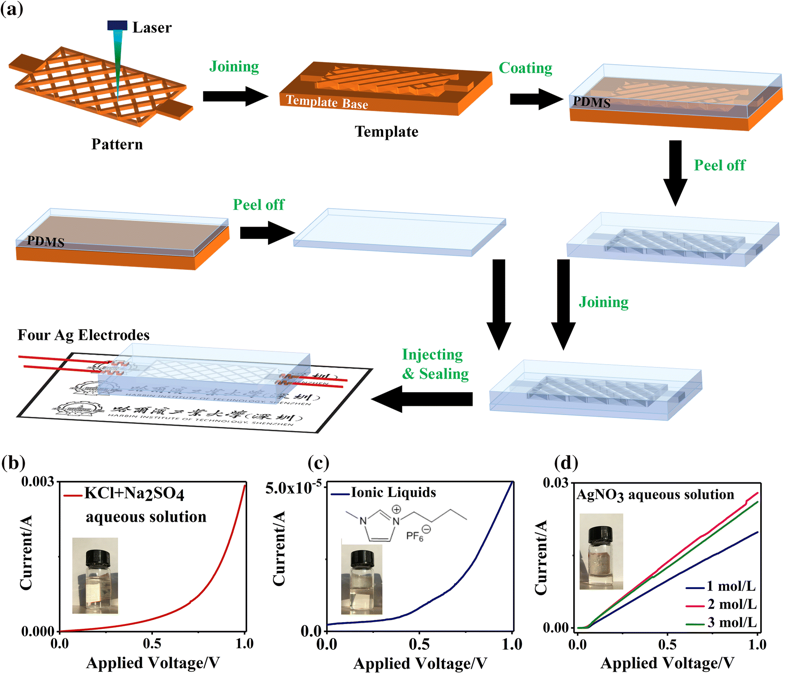 (a)
Laser
Joining
Coating
Template Base
PDMS
Pattern
Template
Peel off
Peel off
PDMS
Joining
Four Ag Electrodes
Injecting
& Sealing
HARBIN INSTITUTE OF TECHNOLOGY, SHENZHEN
(b)
0.003
KCl+Na2SO4
aqueous solution
Current/A
0.000
0.0
0.5
1.0
Applied Voltage/V
(c)
5.0x10-5
Ionic Liquids
N
⊕
N
PF6
⊖
Current/A
0.0
0.0
0.5
1.0
Applied Voltage/V
(d)
0.03
AgNO3 aqueous solution
Current/A
1 mol/L
2 mol/L
3 mol/L
0.00
0.0
0.5
1.0
Applied Voltage/V